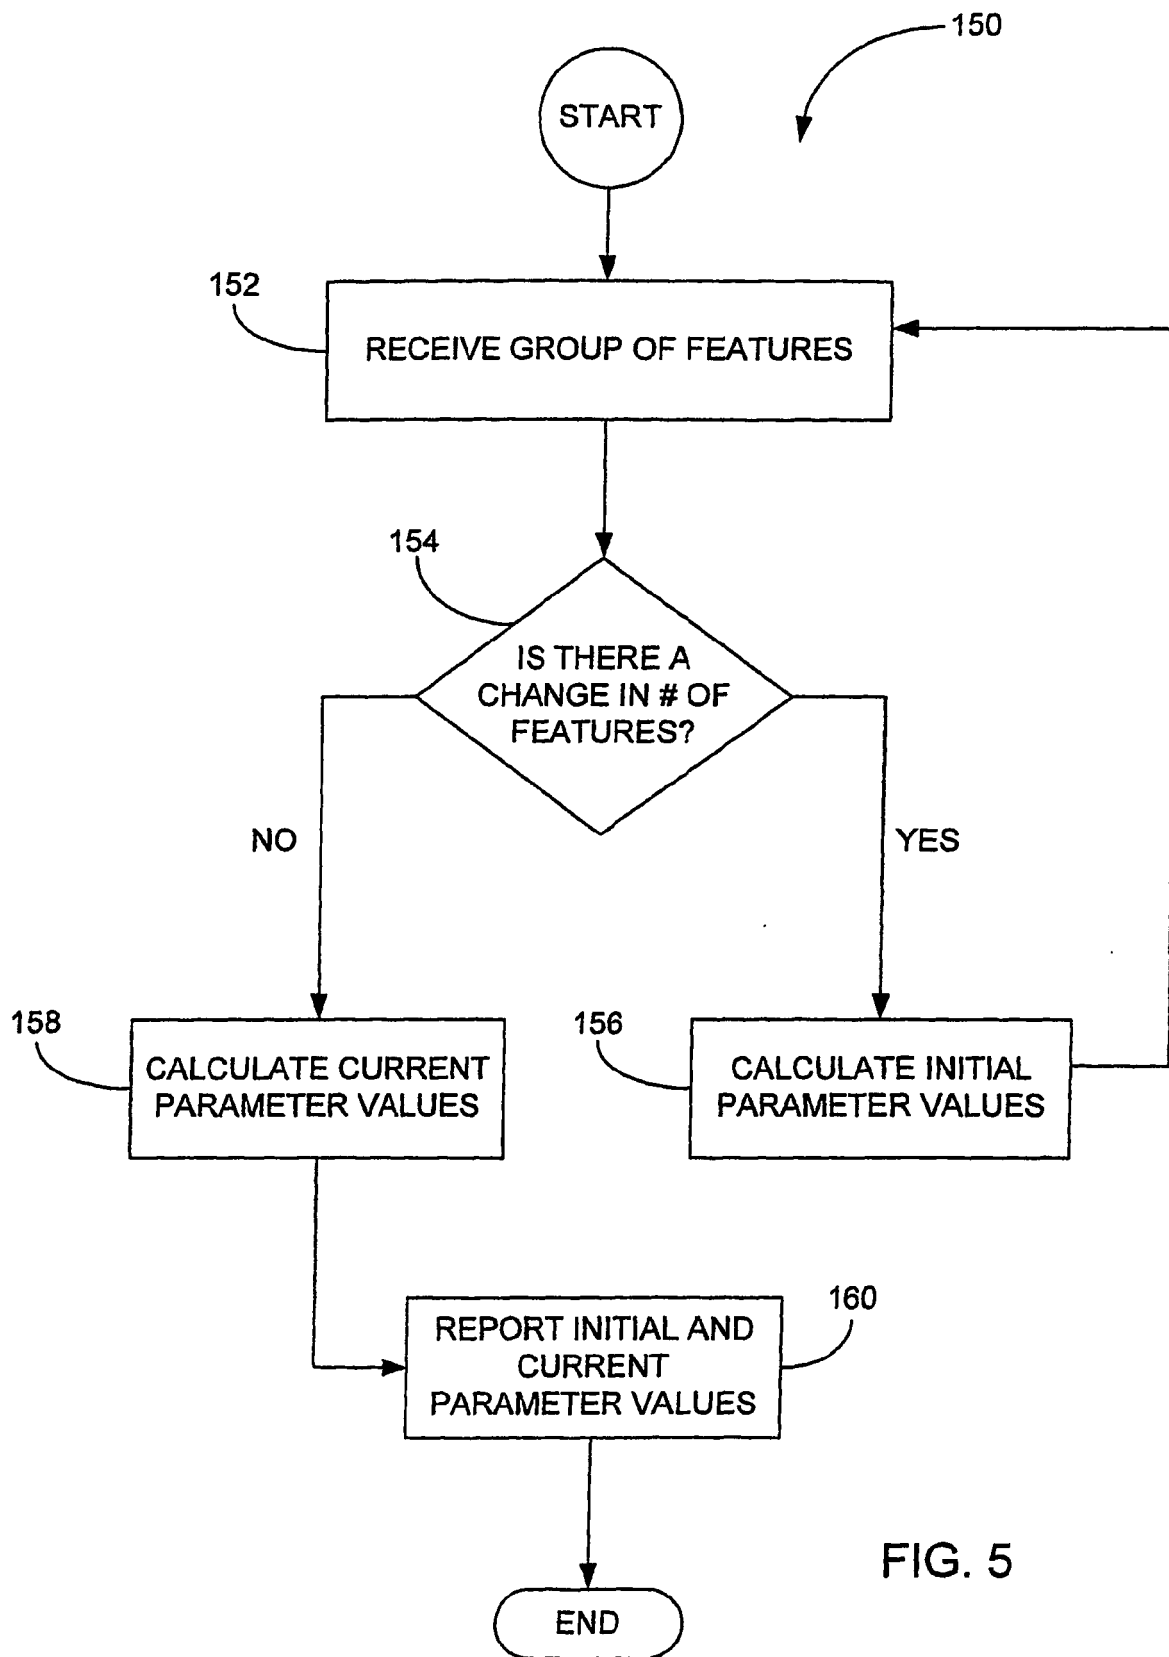 150
START
152
RECEIVE GROUP OF FEATURES
154
IS THERE A
CHANGE IN # OF
FEATURES?
NO
YES
158
CALCULATE CURRENT
PARAMETER VALUES
156
CALCULATE INITIAL
PARAMETER VALUES
160
REPORT INITIAL AND
CURRENT
PARAMETER VALUES
FIG. 5
END